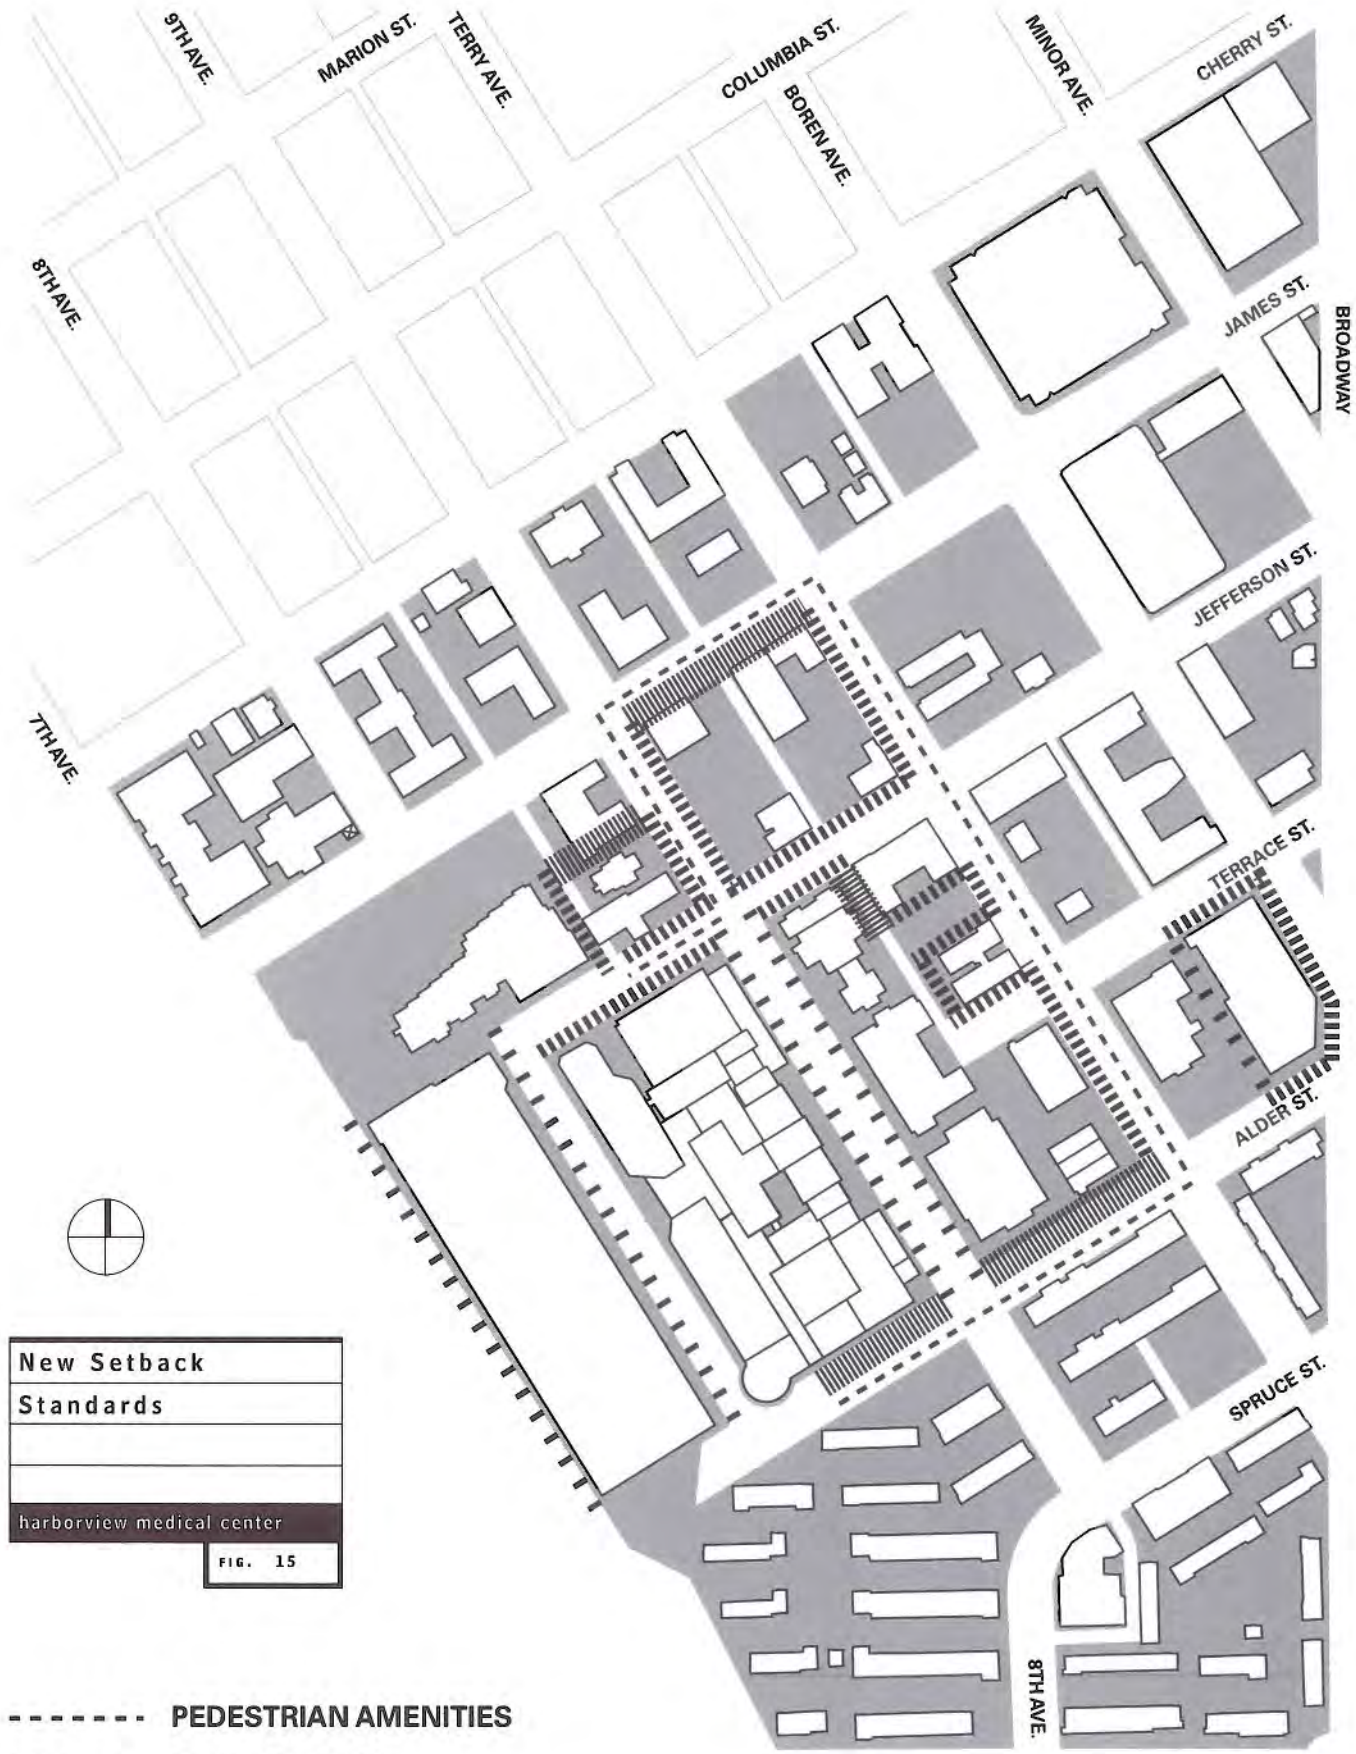 9TH AVE.
MARION ST.
TERRY AVE.
COLUMBIA ST.
BOREN AVE.
MINOR AVE.
CHERRY ST.
8TH AVE.
JAMES ST.
BROADWAY
JEFFERSON ST.
7TH AVE.
TERRACE ST.
ALDER ST.
SPRUCE ST.
8TH AVE.
New Setback
Standards
harborview medical center
FIG. 15
PEDESTRIAN AMENITIES